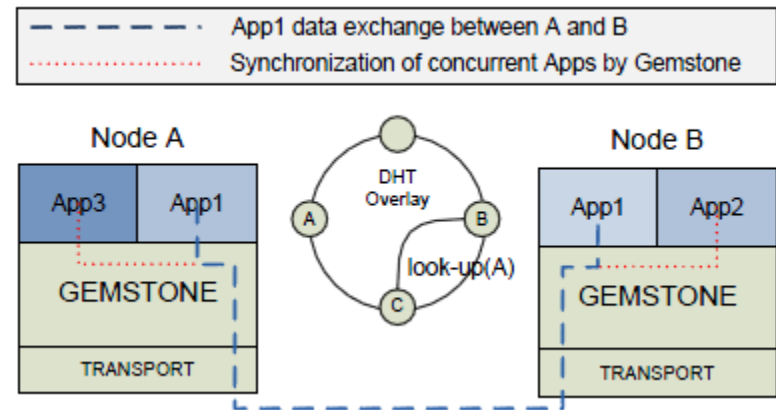 App1 data exchange between A and B
Synchronization of concurrent Apps by Gemstone
Node A
Node B
App3
App1
DHT
Overlay
A
B
C
look-up(A)
App1
App2
GEMSTONE
GEMSTONE
TRANSPORT
TRANSPORT